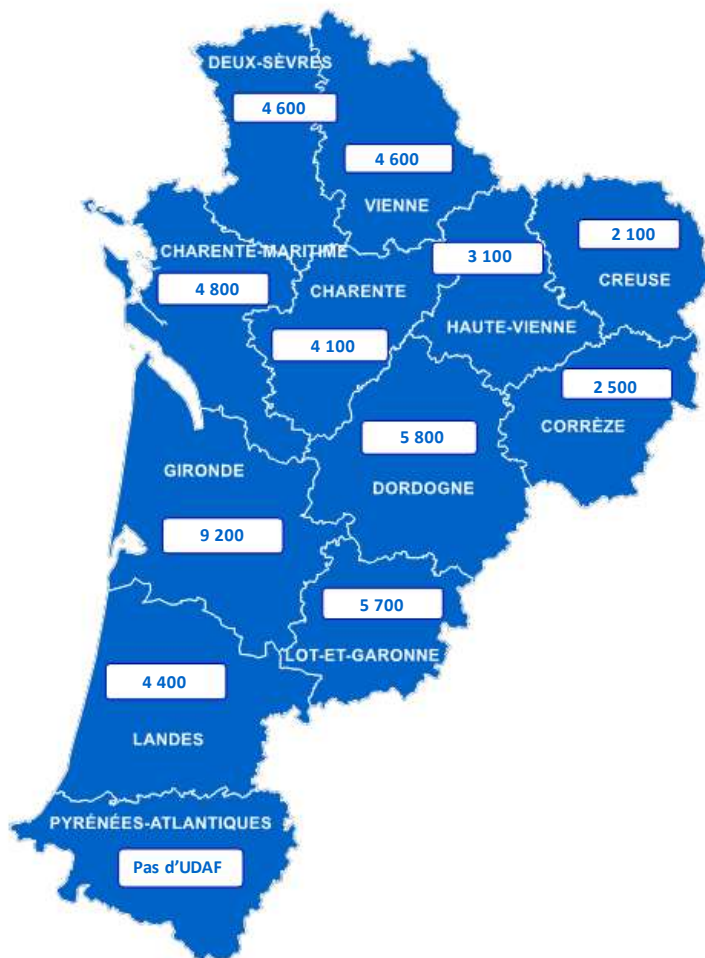 DEUX-SÈVRES
4 600
4 600
VIENNE
2 100
CREUSE
3 100
HAUTE-VIENNE
CHARENTE-MARITIME
4 800
CHARENTE
4 100
2 500
CORRÈZE
5 800
DORDOGNE
GIRONDE
9 200
5 700
LOT-ET-GARONNE
4 400
LANDES
PYRÉNÉES-ATLANTIQUES
Pas d’UDAF